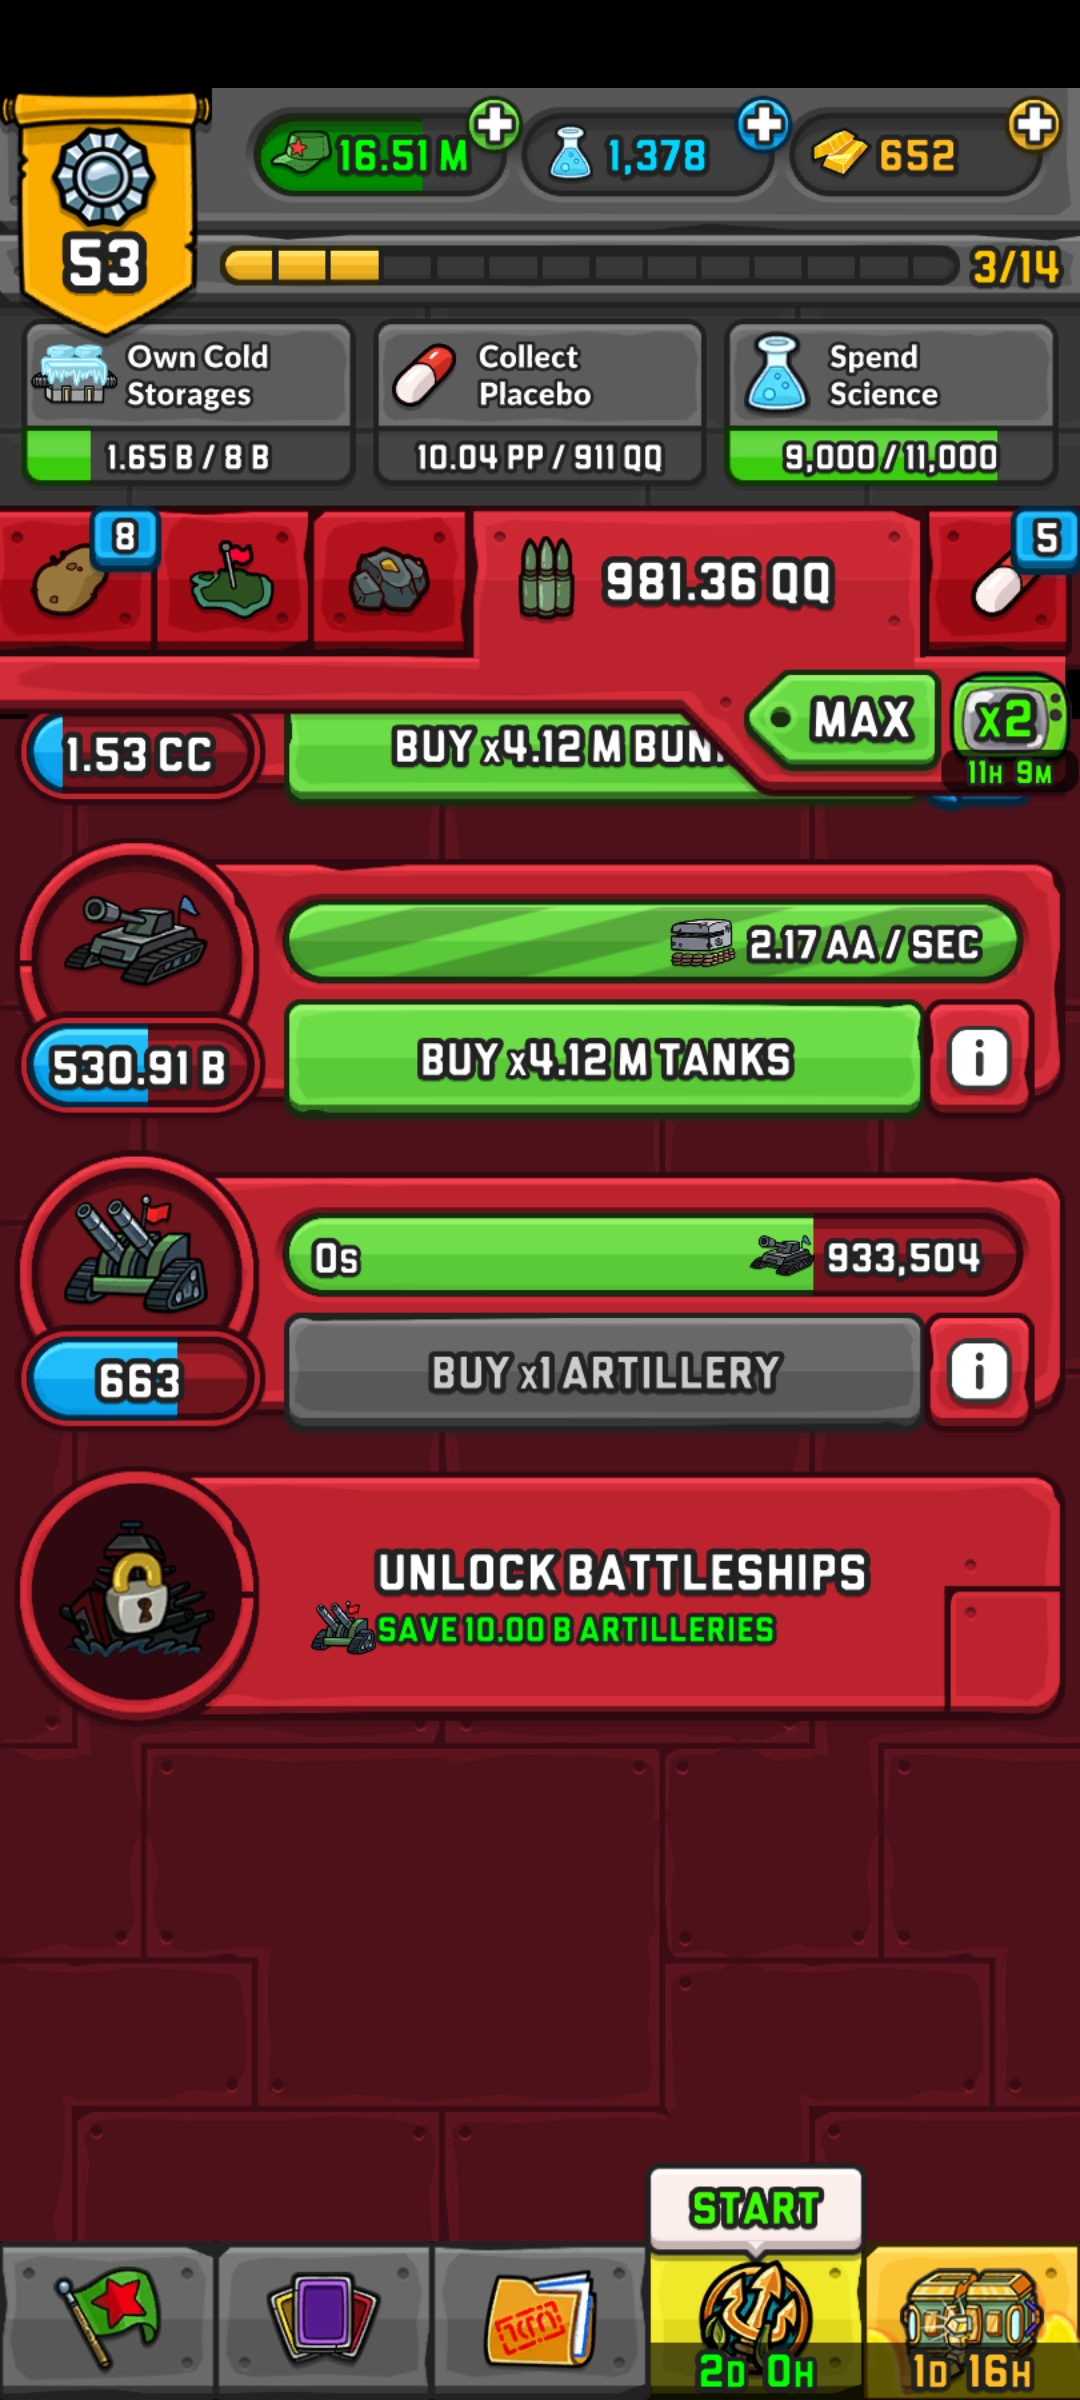 53
16.51 M
1,378
652
3/14
Own Cold
Storages
1.65 B / 8 B
Collect
Placebo
10.04 PP / 911 QQ
Spend
Science
9,000 / 11,000
8
981.36 QQ
5
MAX
x2
11H 9M
1.53 CC
BUY x4.12 M
2.17 AA / SEC
530.91 B
BUY x4.12 M TANKS
i
0s
933,504
663
BUY x1 ARTILLERY
i
UNLOCK BATTLESHIPS
SAVE 10.00 B ARTILLERIES
START
2D 0H
1D 16H